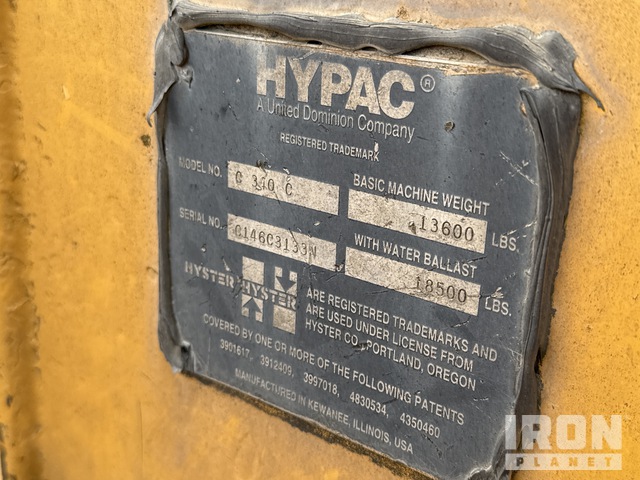 HYPAC®
A United Dominion Company
REGISTERED TRADEMARK
MODEL NO. C 340 C BASIC MACHINE WEIGHT 13600 LBS.
SERIAL NO. C146C3133N WITH WATER BALLAST 18500 LBS.
HYSTER HYSTER
ARE REGISTERED TRADEMARKS AND
ARE USED UNDER LICENSE FROM
HYSTER CO., PORTLAND, OREGON
COVERED BY ONE OR MORE OF THE FOLLOWING PATENTS
3901617, 3912409, 3997018, 4830534, 4350460
MANUFACTURED IN KEWANEE, ILLINOIS, USA
IRON
PLANET